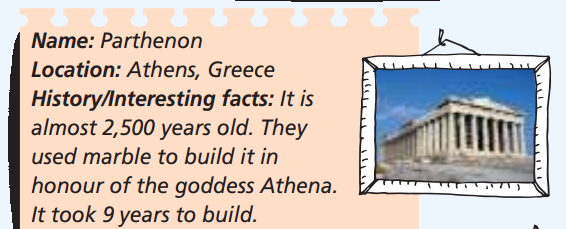 Name: Parthenon
Location: Athens, Greece
History/Interesting facts: It is
almost 2,500 years old. They
used marble to build it in
honour of the goddess Athena.
It took 9 years to build.